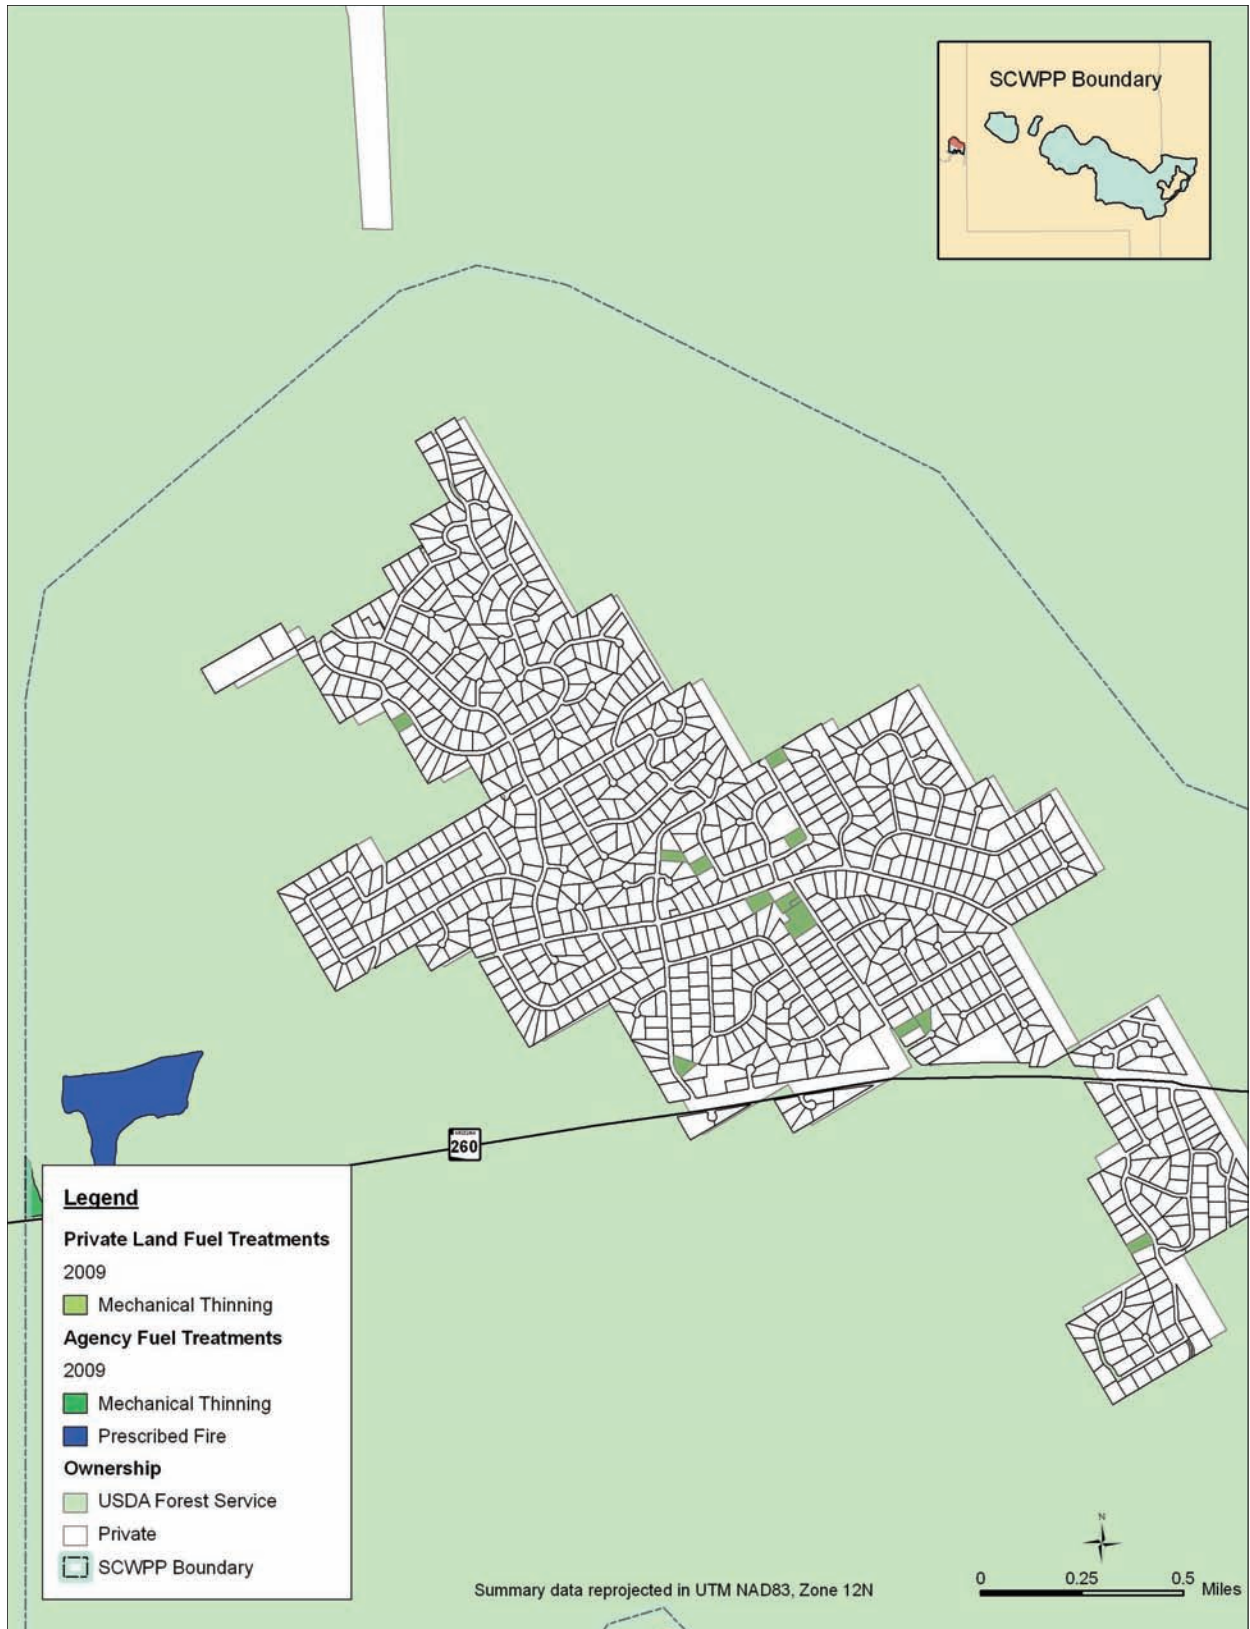 SCWPP Boundary
ARIZONA
260
Legend
Private Land Fuel Treatments
2009
Mechanical Thinning
Agency Fuel Treatments
2009
Mechanical Thinning
Prescribed Fire
Ownership
USDA Forest Service
Private
SCWPP Boundary
N
0 0.25 0.5
Miles
Summary data reprojected in UTM NAD83, Zone 12N